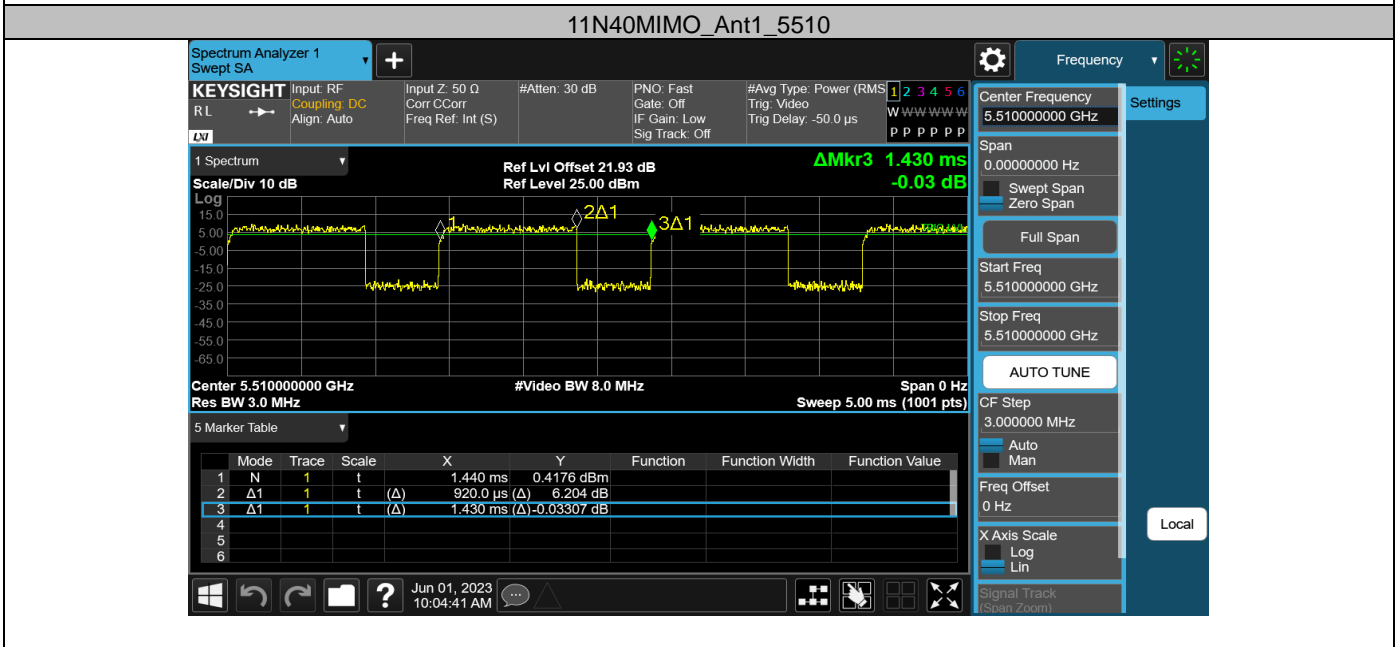 11N40MIMO_Ant1_5510
Spectrum Analyzer 1
Swept SA
+
Frequency
KEYSIGHT
RL
LXI
Input: RF
Coupling: DC
Align: Auto
Input Z: 50 Ω
Corr CCorr
Freq Ref: Int (S)
#Atten: 30 dB
PNO: Fast
Gate: Off
IF Gain: Low
Sig Track: Off
#Avg Type: Power (RMS
Trig: Video
Trig Delay: -50.0 µs
1 2 3 4 5 6
W W W W W W
P P P P P P
1 Spectrum
Scale/Div 10 dB
Ref Lvl Offset 21.93 dB
Ref Level 25.00 dBm
ΔMkr3 1.430 ms
-0.03 dB
Log
15.0
5.00
-5.00
-15.0
-25.0
-35.0
-45.0
-55.0
-65.0
1
2Δ1
3Δ1
Center 5.510000000 GHz
#Video BW 8.0 MHz
Span 0 Hz
Res BW 3.0 MHz
Sweep 5.00 ms (1001 pts)
5 Marker Table
Mode Trace Scale X Y Function Function Width Function Value
1 N 1 t 1.440 ms 0.4176 dBm
2 Δ1 1 t (Δ) 920.0 µs (Δ) 6.204 dB
3 Δ1 1 t (Δ) 1.430 ms (Δ) -0.03307 dB
4
5
6
?
Jun 01, 2023
10:04:41 AM
Center Frequency
5.510000000 GHz
Settings
Span
0.00000000 Hz
Swept Span
Zero Span
Full Span
Start Freq
5.510000000 GHz
Stop Freq
5.510000000 GHz
AUTO TUNE
CF Step
3.000000 MHz
Auto
Man
Freq Offset
0 Hz
Local
X Axis Scale
Log
Lin
Signal Track
(Span Zoom)